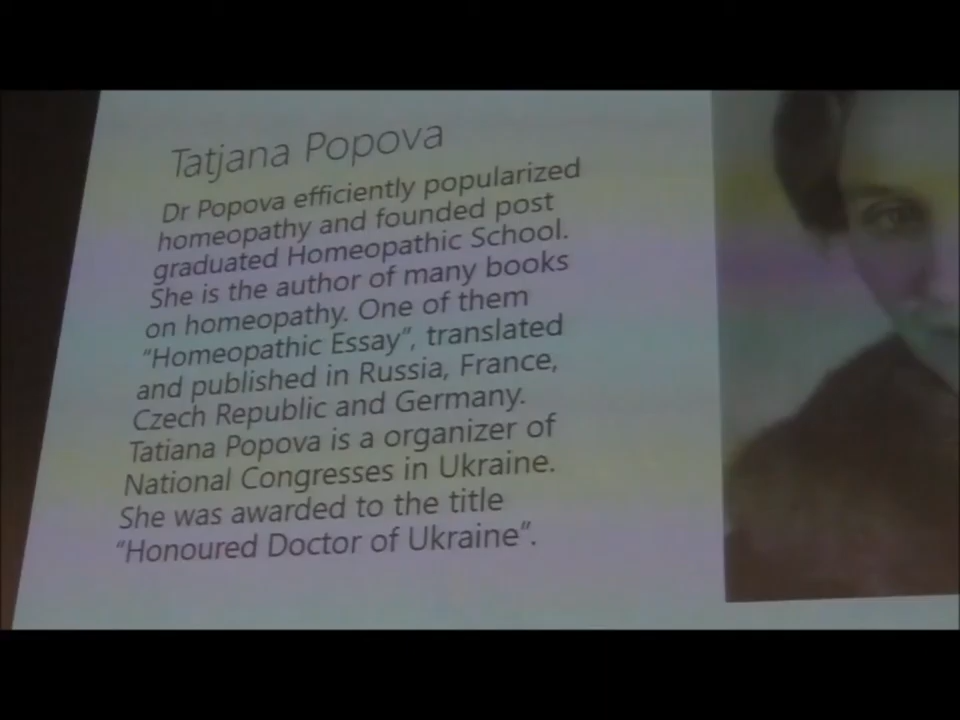 Tatjana Popova
Dr Popova efficiently popularized
homeopathy and founded post
graduated Homeopathic School.
She is the author of many books
on homeopathy. One of them
“Homeopathic Essay”, translated
and published in Russia, France,
Czech Republic and Germany.
Tatiana Popova is a organizer of
National Congresses in Ukraine.
She was awarded to the title
“Honoured Doctor of Ukraine”.